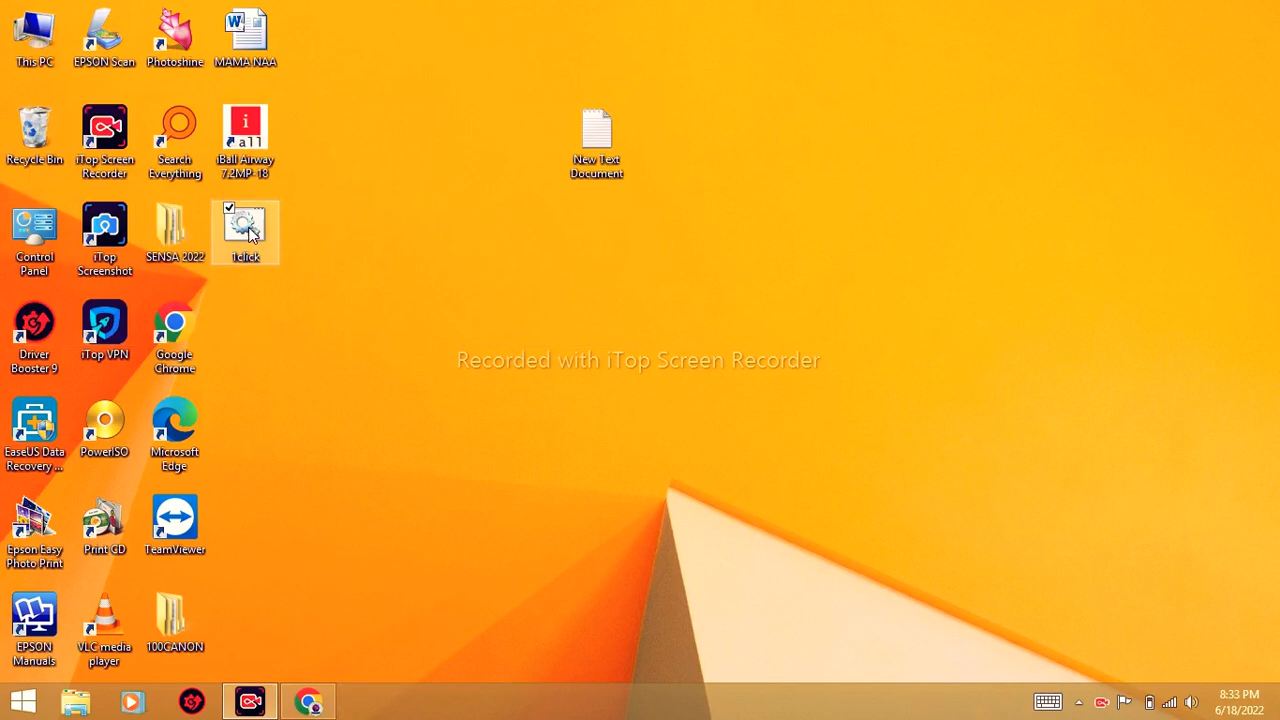 This PC
EPSON Scan
Photoshine
MAMA NAA
Recycle Bin
iTop Screen
Recorder
Search
Everything
i
all
iBall Airway
7.2MP-18
New Text
Document
Control
Panel
iTop
Screenshot
SENSA 2022
1click
Driver
Booster 9
iTop VPN
Google
Chrome
Recorded with iTop Screen Recorder
EaseUS Data
Recovery ...
PowerISO
Microsoft
Edge
Epson Easy
Photo Print
Print CD
TeamViewer
EPSON
Manuals
VLC media
player
100CANON
8:33 PM
6/18/2022